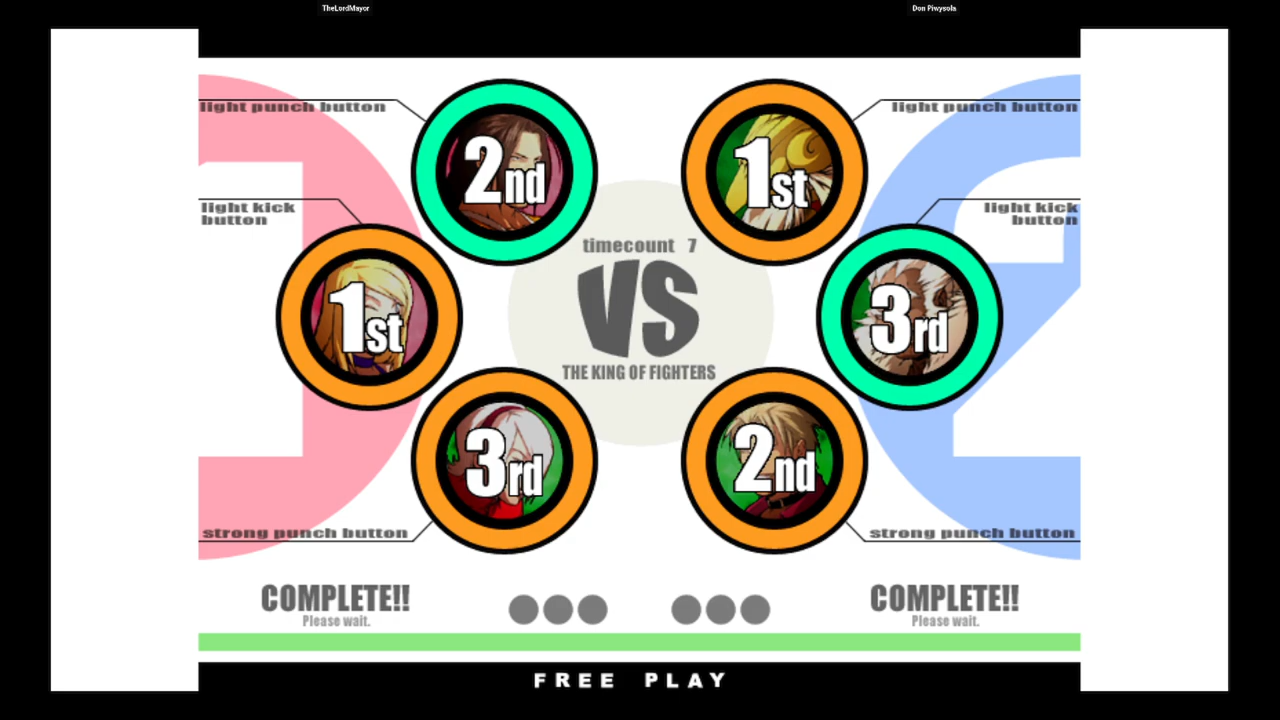 TheLordMayor
Don Piwysols
light punch button
light punch button
2nd
1st
light kick
button
light kick
button
timecount 7
VS
THE KING OF FIGHTERS
1st
3rd
3rd
2nd
strong punch button
strong punch button
COMPLETE!!
Please wait.
COMPLETE!!
Please wait.
FREE PLAY